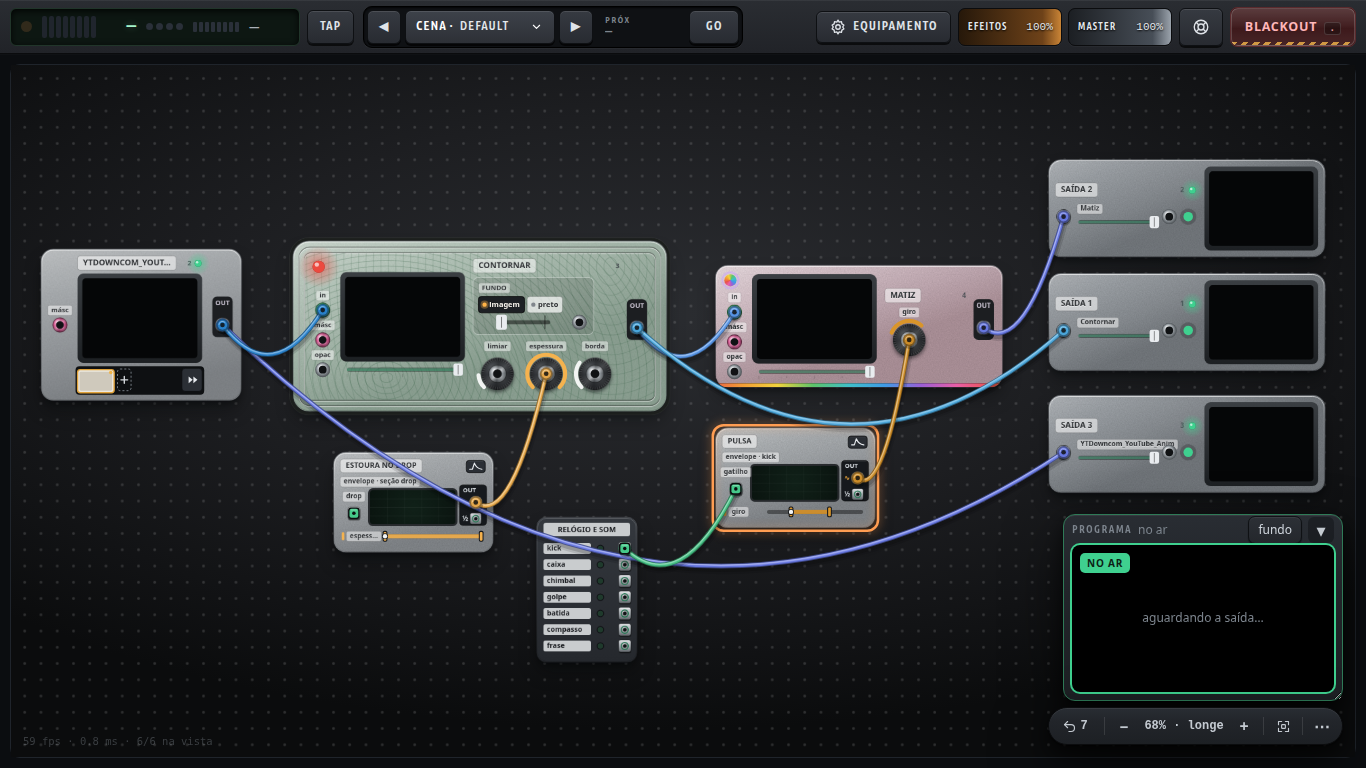 TAP
◀
CENA · DEFAULT
▶
PRÓX
—
GO
EQUIPAMENTO
EFEITOS 100%
MASTER 100%
BLACKOUT .
YTDOWNCOM_YOUT... 2
másc
OUT
+
CONTORNAR 3
in
másc
opac
FUNDO
Imagem
preto
limiar
espessura
borda
OUT
MATIZ 4
in
másc
opac
giro
OUT
SAÍDA 2 2
Matiz
SAÍDA 1 1
Contornar
SAÍDA 3 3
YTDowncom_YouTube_Anim
ESTOURA NO DROP
envelope · seção drop
drop
OUT
½
espess...
PULSA
envelope · kick
gatilho
OUT
½
giro
RELÓGIO E SOM
kick
caixa
chimbal
golpe
batida
compasso
frase
PROGRAMA no ar
fundo
▼
NO AR
aguardando a saída...
7
− 68% · longe +
59 fps · 0.8 ms · 6/6 na vista